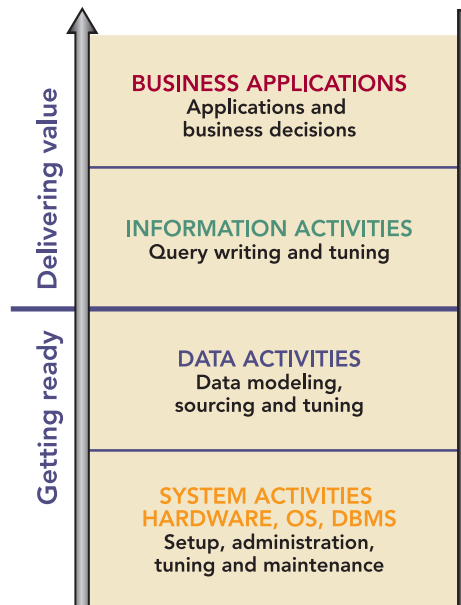 Delivering value
BUSINESS APPLICATIONS
Applications and
business decisions
INFORMATION ACTIVITIES
Query writing and tuning
Getting ready
DATA ACTIVITIES
Data modeling,
sourcing and tuning
SYSTEM ACTIVITIES
HARDWARE, OS, DBMS
Setup, administration,
tuning and maintenance